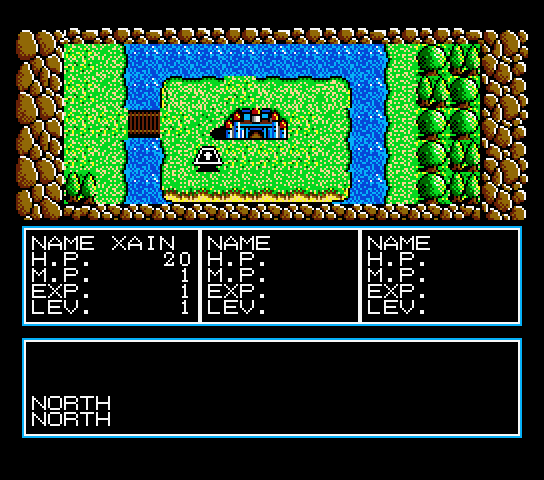 NAME XAIN
H.P. 20
M.P. 1
EXP. 1
LEV. 1
NAME
H.P.
M.P.
EXP.
LEV.
NAME
H.P.
M.P.
EXP.
LEV.
NORTH
NORTH